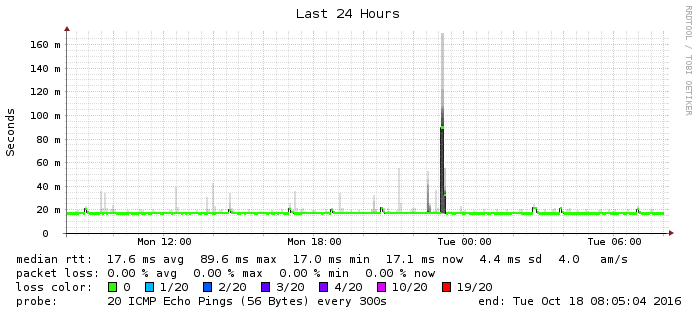 Last 24 Hours
RRDTOOL / TOBI OETIKER
Seconds
160 m
140 m
120 m
100 m
80 m
60 m
40 m
20 m
0
Mon 12:00 Mon 18:00 Tue 00:00 Tue 06:00
median rtt: 17.6 ms avg 89.6 ms max 17.0 ms min 17.1 ms now 4.4 ms sd 4.0 am/s
packet loss: 0.00 % avg 0.00 % max 0.00 % min 0.00 % now
loss color: 0 1/20 2/20 3/20 4/20 10/20 19/20
probe: 20 ICMP Echo Pings (56 Bytes) every 300s end: Tue Oct 18 08:05:04 2016